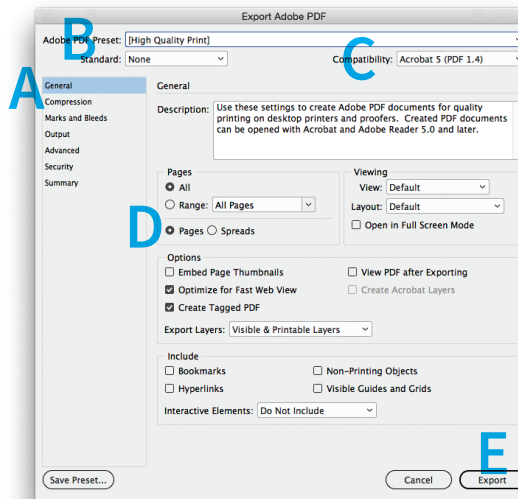 Export Adobe PDF
B
Adobe PDF Preset: [High Quality Print]
C
Standard: None Compatibility: Acrobat 5 (PDF 1.4)
A
General
Compression
Marks and Bleeds
Output
Advanced
Security
Summary
General
Description: Use these settings to create Adobe PDF documents for quality
printing on desktop printers and proofers. Created PDF documents
can be opened with Acrobat and Adobe Reader 5.0 and later.
Pages
All
Range: All Pages
D
Pages Spreads
Viewing
View: Default
Layout: Default
Open in Full Screen Mode
Options
Embed Page Thumbnails View PDF after Exporting
Optimize for Fast Web View Create Acrobat Layers
Create Tagged PDF
Export Layers: Visible & Printable Layers
Include
Bookmarks Non-Printing Objects
Hyperlinks Visible Guides and Grids
Interactive Elements: Do Not Include
E
Save Preset... Cancel Export